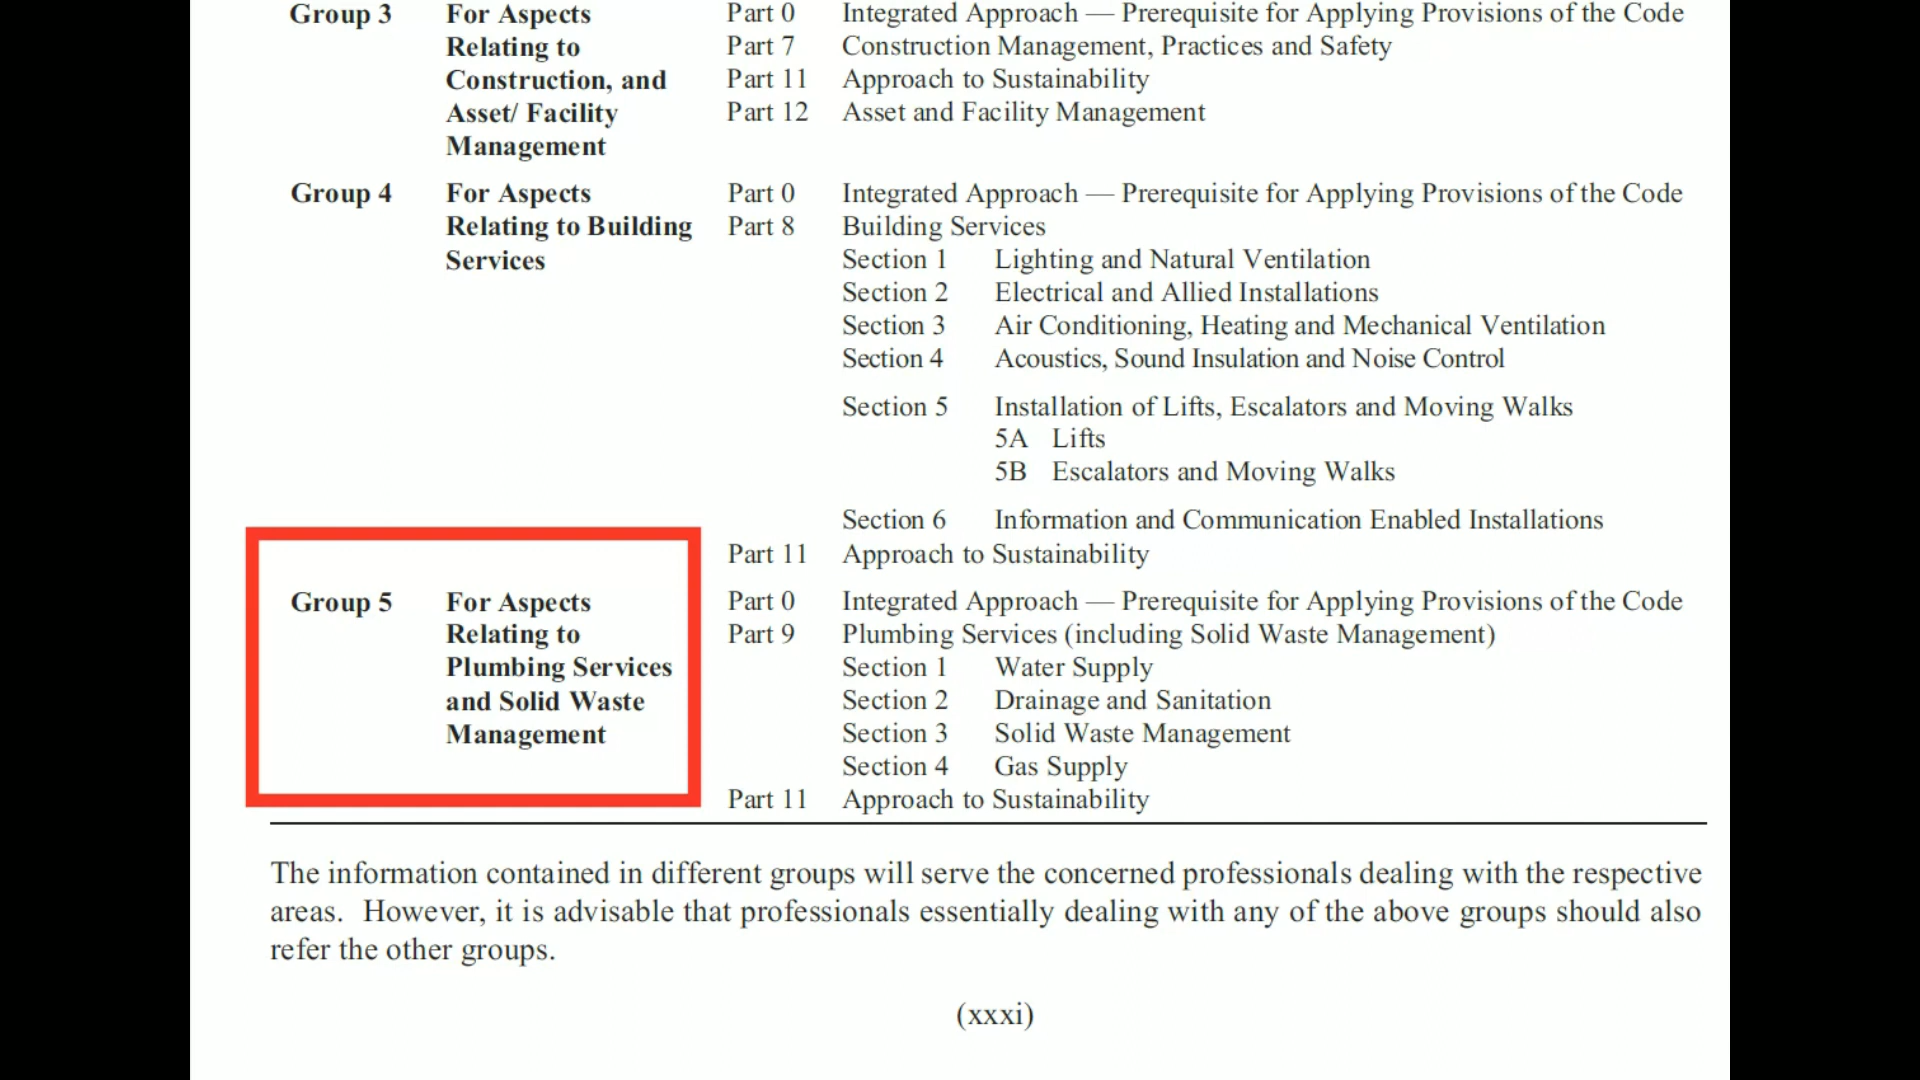 Group 3 For Aspects Part 0 Integrated Approach — Prerequisite for Applying Provisions of the Code
Relating to Part 7 Construction Management, Practices and Safety
Construction, and Part 11 Approach to Sustainability
Asset/ Facility Part 12 Asset and Facility Management
Management
Group 4 For Aspects Part 0 Integrated Approach — Prerequisite for Applying Provisions of the Code
Relating to Building Part 8 Building Services
Services Section 1 Lighting and Natural Ventilation
Section 2 Electrical and Allied Installations
Section 3 Air Conditioning, Heating and Mechanical Ventilation
Section 4 Acoustics, Sound Insulation and Noise Control
Section 5 Installation of Lifts, Escalators and Moving Walks
5A Lifts
5B Escalators and Moving Walks
Section 6 Information and Communication Enabled Installations
Part 11 Approach to Sustainability
Group 5 For Aspects Part 0 Integrated Approach — Prerequisite for Applying Provisions of the Code
Relating to Part 9 Plumbing Services (including Solid Waste Management)
Plumbing Services Section 1 Water Supply
and Solid Waste Section 2 Drainage and Sanitation
Management Section 3 Solid Waste Management
Section 4 Gas Supply
Part 11 Approach to Sustainability
The information contained in different groups will serve the concerned professionals dealing with the respective
areas. However, it is advisable that professionals essentially dealing with any of the above groups should also
refer the other groups.
(xxxi)